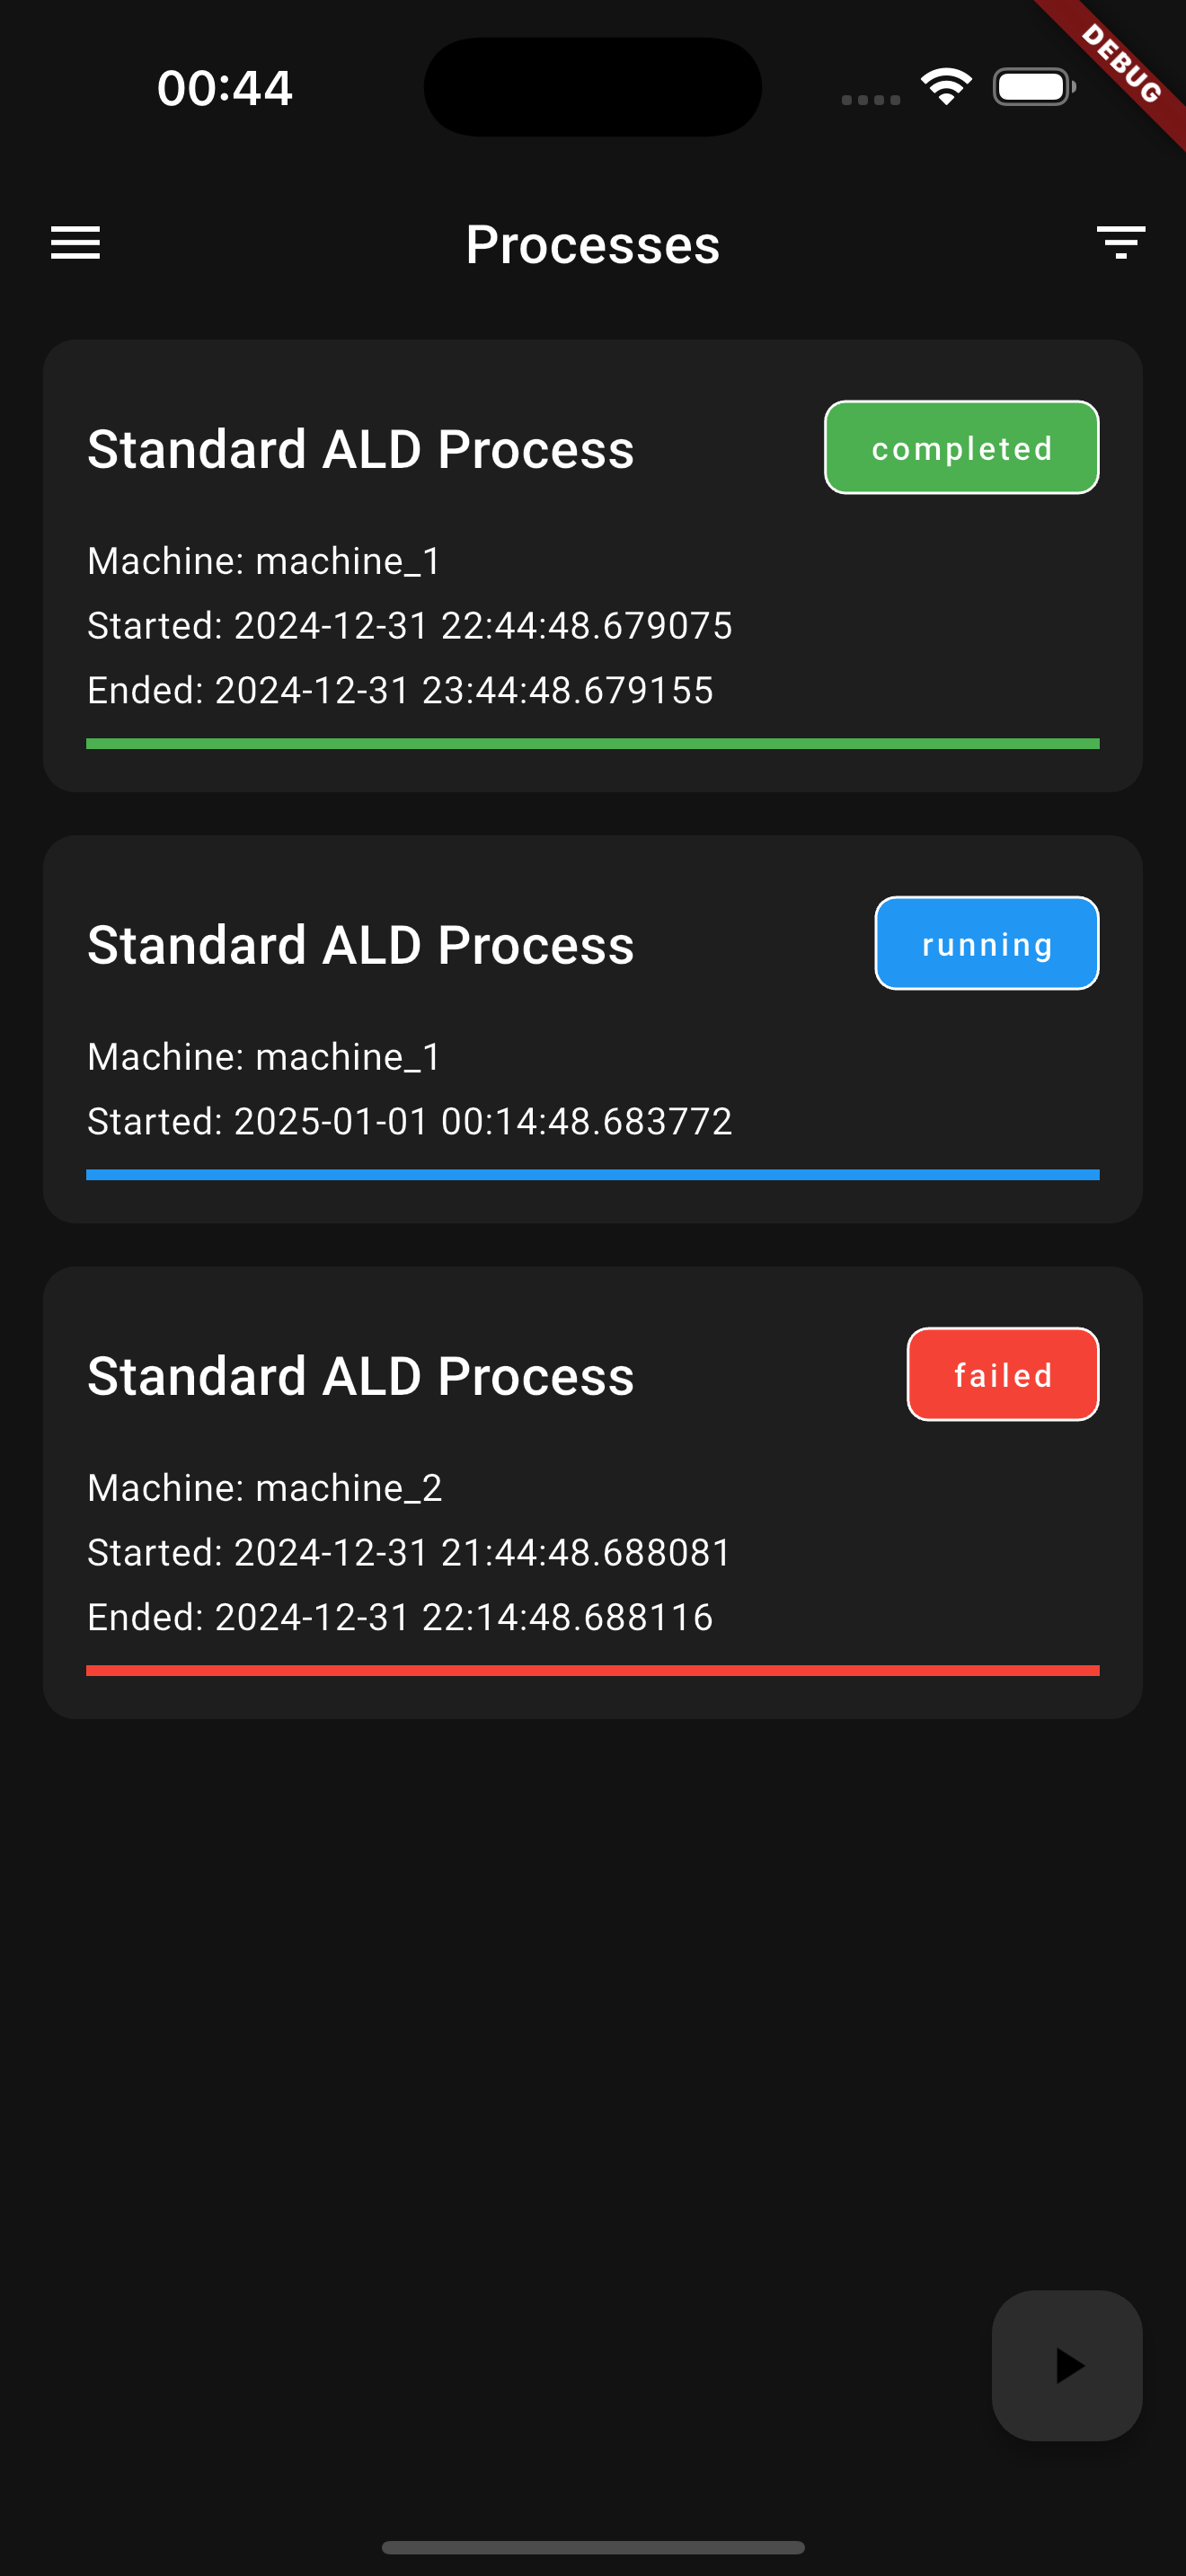 00:44
DEBUG
Processes
Standard ALD Process
completed
Machine: machine_1
Started: 2024-12-31 22:44:48.679075
Ended: 2024-12-31 23:44:48.679155
Standard ALD Process
running
Machine: machine_1
Started: 2025-01-01 00:14:48.683772
Standard ALD Process
failed
Machine: machine_2
Started: 2024-12-31 21:44:48.688081
Ended: 2024-12-31 22:14:48.688116